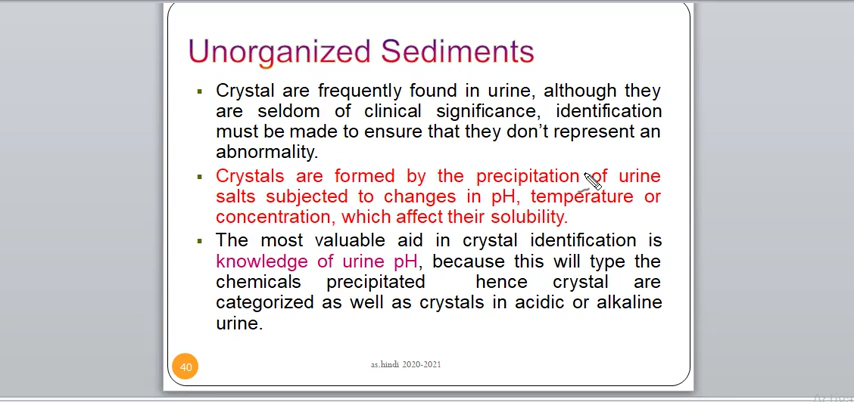 Unorganized Sediments
▪ Crystal are frequently found in urine, although they
are seldom of clinical significance, identification
must be made to ensure that they don't represent an
abnormality.
▪ Crystals are formed by the precipitation of urine
salts subjected to changes in pH, temperature or
concentration, which affect their solubility.
▪ The most valuable aid in crystal identification is
knowledge of urine pH, because this will type the
chemicals precipitated hence crystal are
categorized as well as crystals in acidic or alkaline
urine.
40
as.hindi 2020-2021